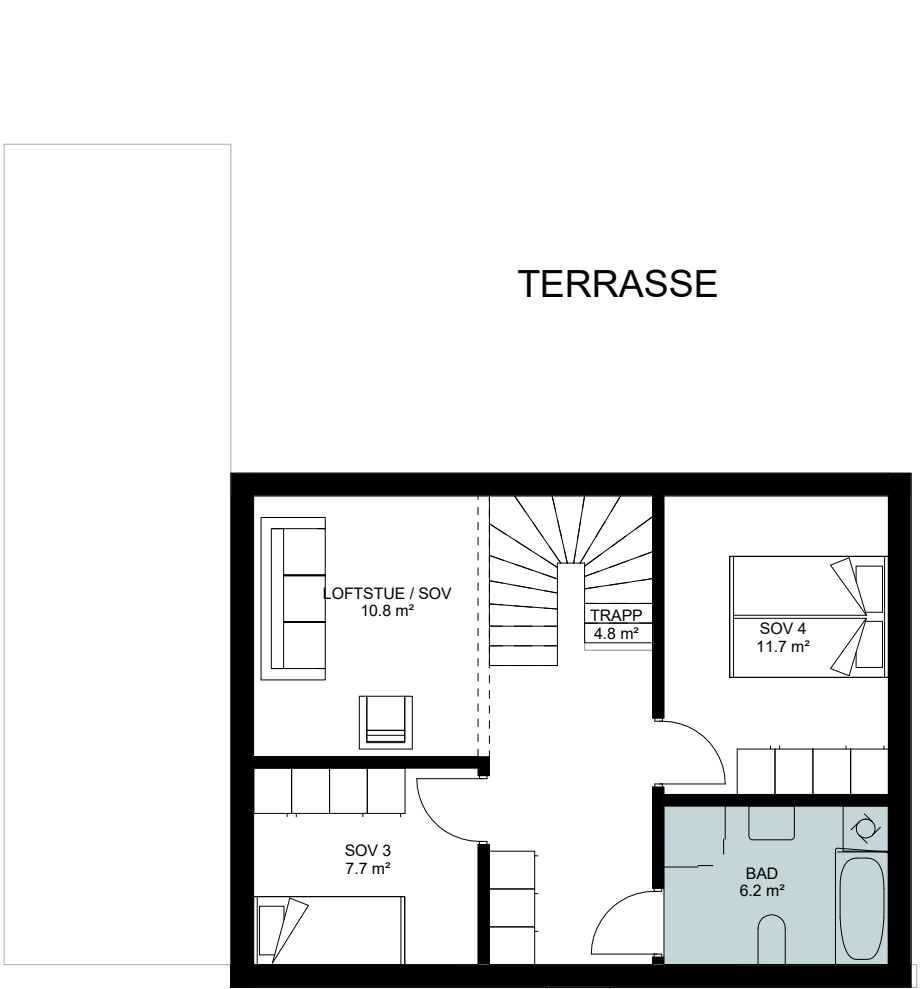 TERRASSE
LOFTSTUE / SOV
10.8 m²
TRAPP
4.8 m²
SOV 4
11.7 m²
SOV 3
7.7 m²
BAD
6.2 m²